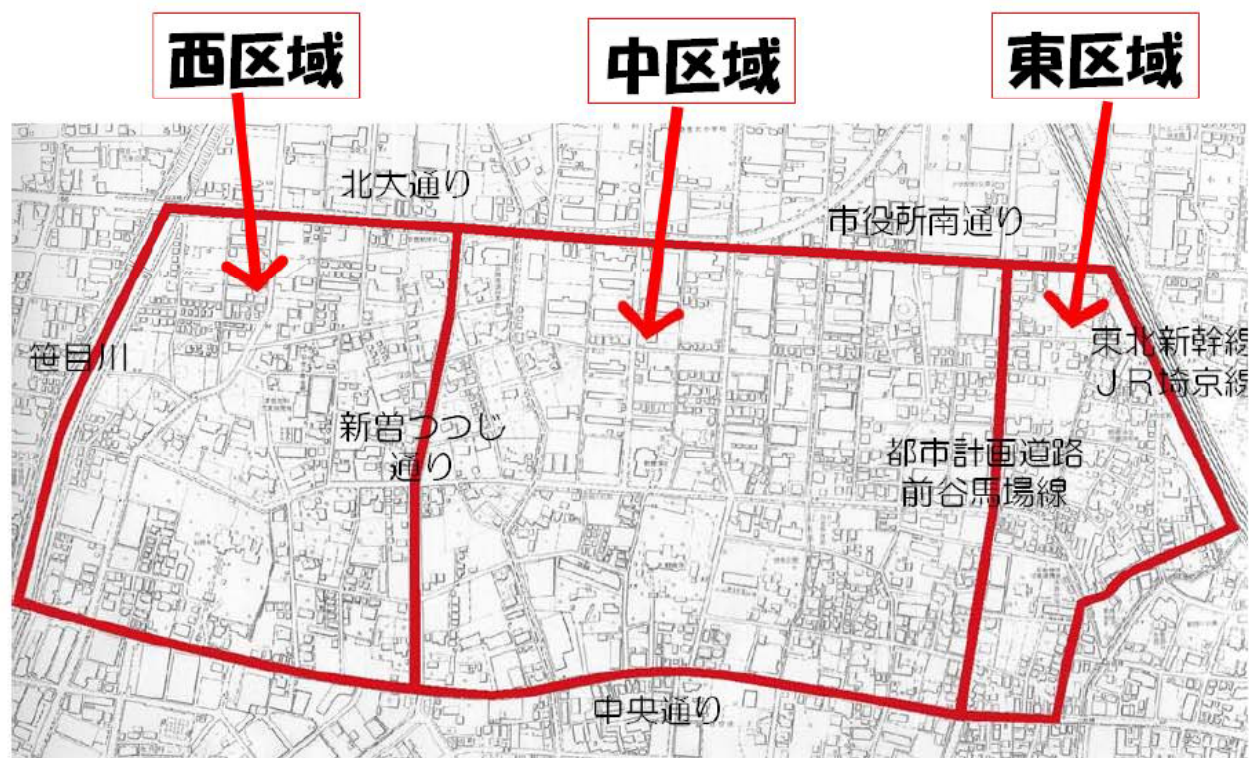 西区域
中区域
東区域
北大通り
市役所南通り
笹目川
東北新幹線
JR埼京線
新曽つつじ
通り
都市計画道路
前谷馬場線
中央通り